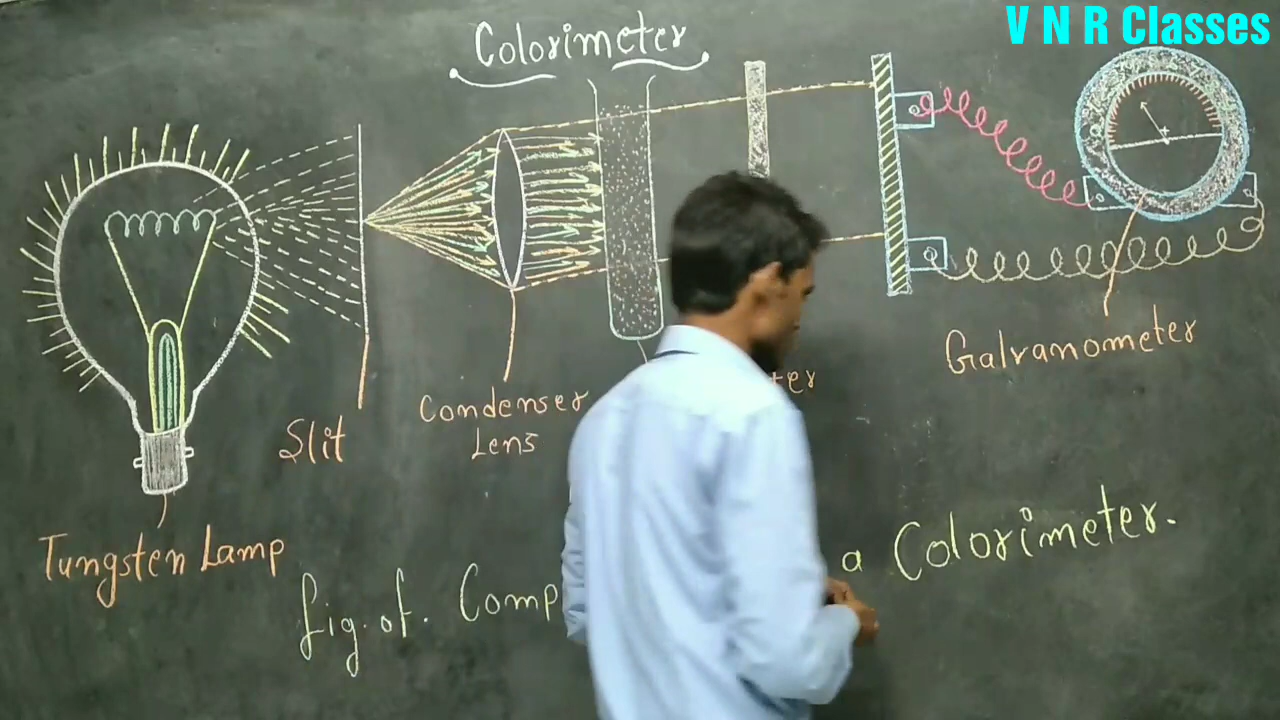 V N R Classes
Colorimeter
Galvanometer
Condenser
Lens
Slit
Tungsten Lamp
fig. of. Comp
a Colorimeter.